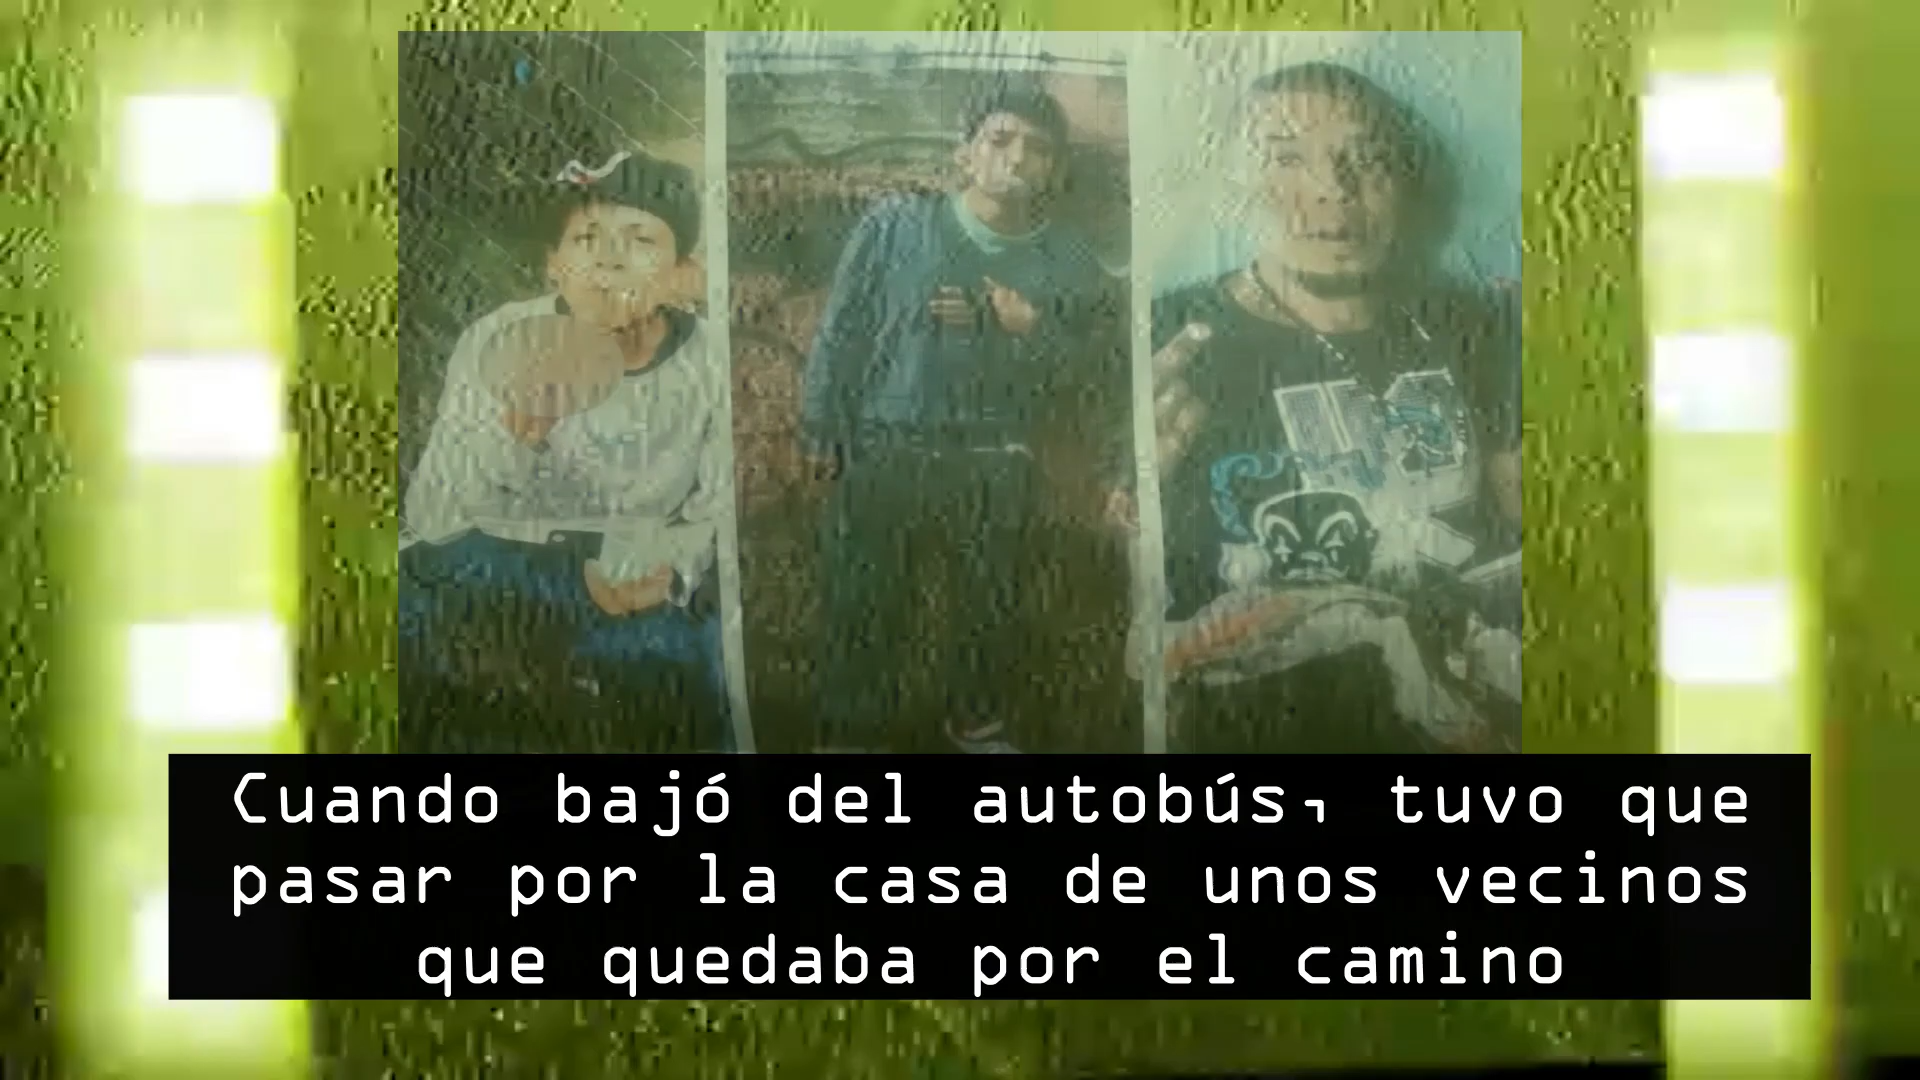 Cuando bajó del autobús, tuvo que
pasar por la casa de unos vecinos
que quedaba por el camino